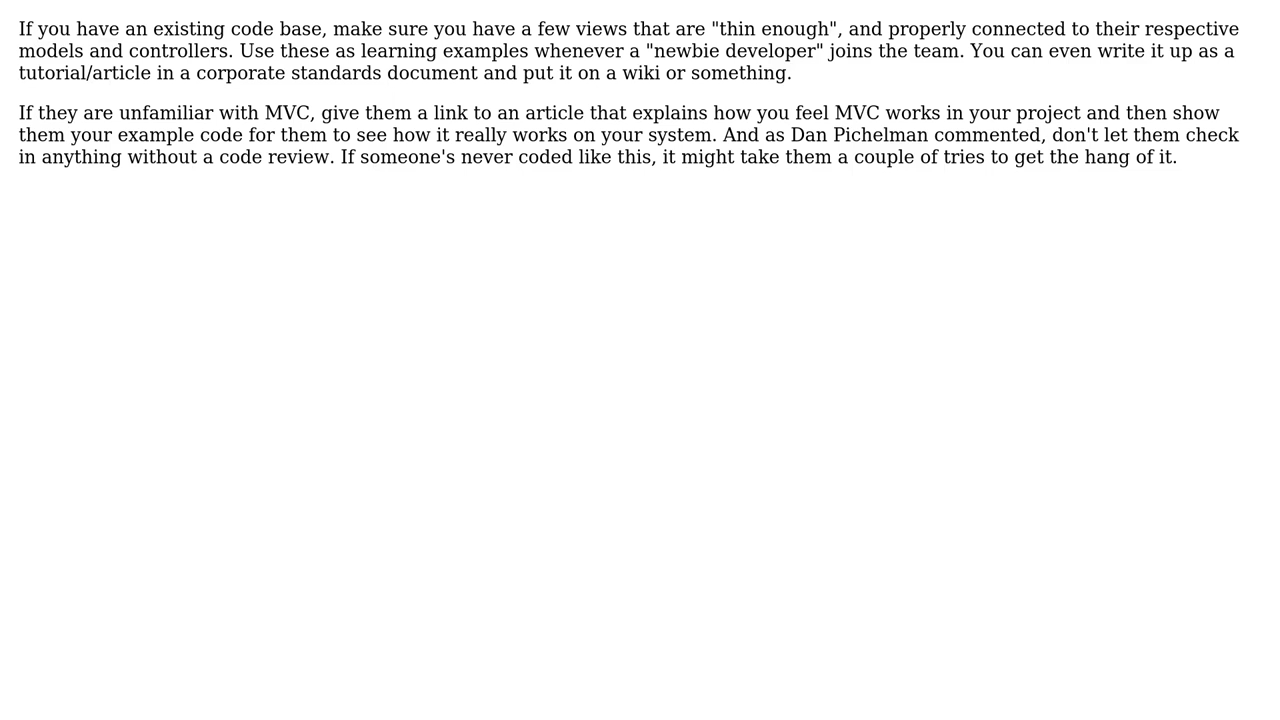 If you have an existing code base, make sure you have a few views that are "thin enough", and properly connected to their respective
models and controllers. Use these as learning examples whenever a "newbie developer" joins the team. You can even write it up as a
tutorial/article in a corporate standards document and put it on a wiki or something.
If they are unfamiliar with MVC, give them a link to an article that explains how you feel MVC works in your project and then show
them your example code for them to see how it really works on your system. And as Dan Pichelman commented, don't let them check
in anything without a code review. If someone's never coded like this, it might take them a couple of tries to get the hang of it.